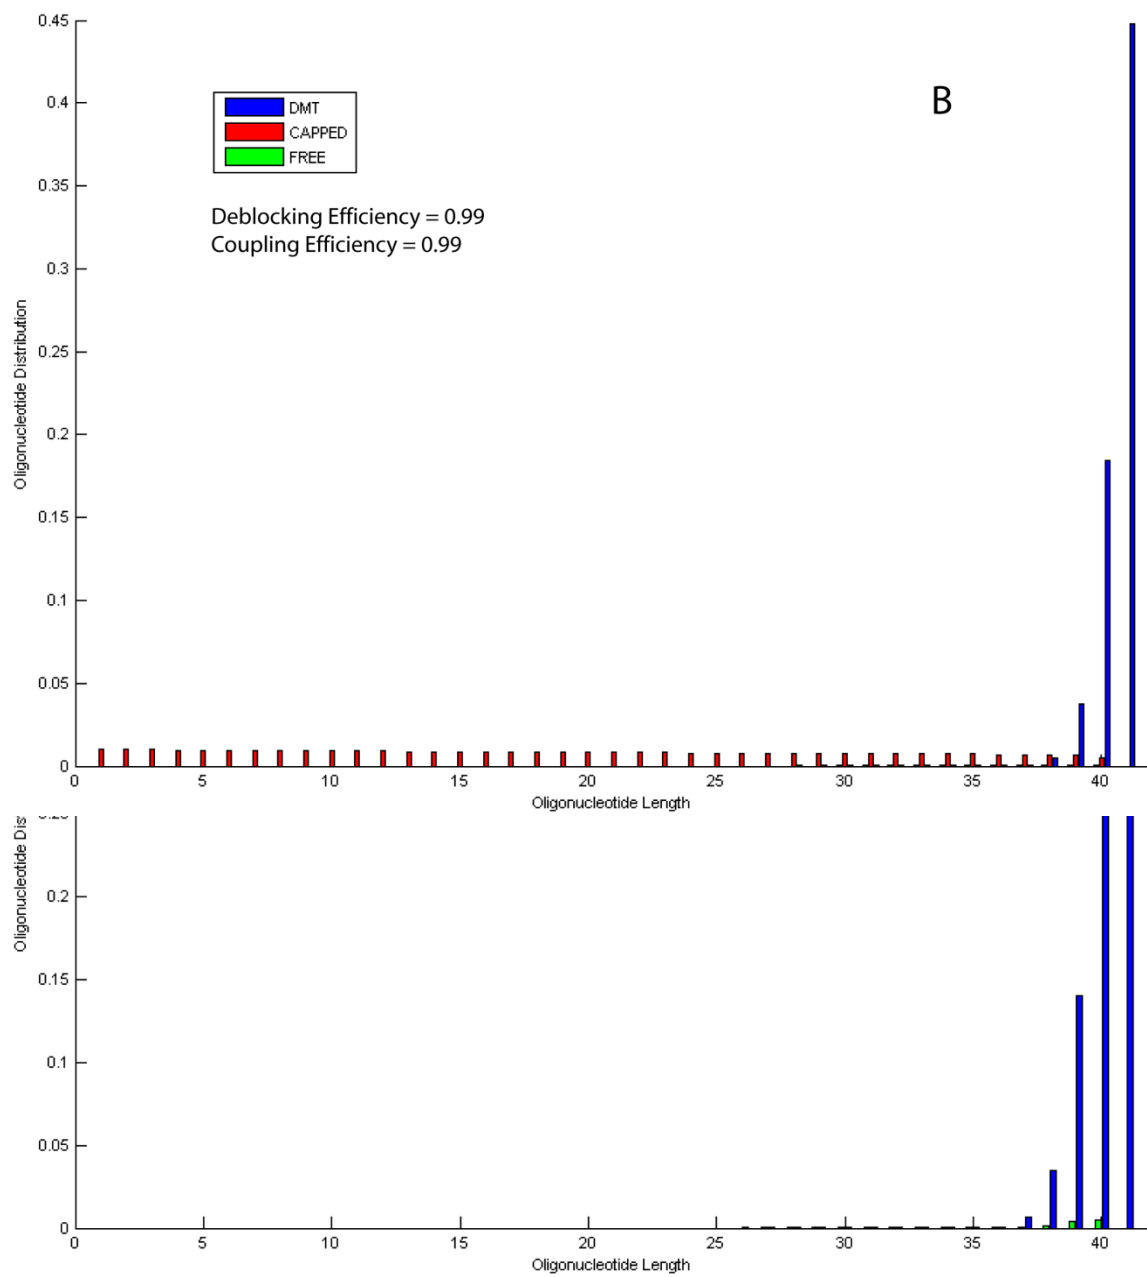 0.45
B
DMT
0.4
CAPPED
FREE
0.35
Deblocking Efficiency = 0.99
Coupling Efficiency = 0.99
0.3
Oligonucleotide Distribution
0.25
0.2
0.15
0.1
0.05
0
0 5 10 15 20 25 30 35 40
Oligonucleotide Length
Oligonucleotide
0.2
0.15
0.1
0.05
0
0 5 10 15 20 25 30 35 40
Oligonucleotide Length